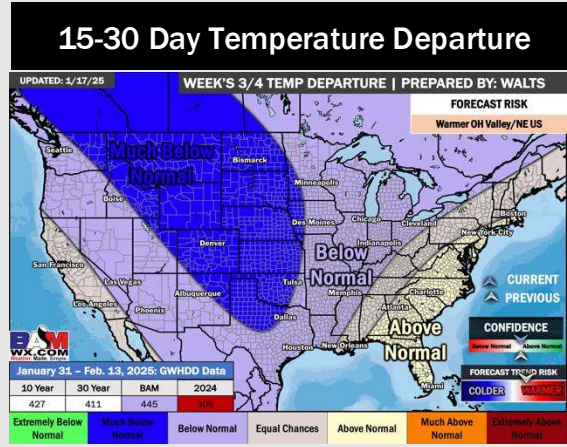 15-30 Day Temperature Departure
UPDATED: 1/17/25
WEEK'S 3/4 TEMP DEPARTURE | PREPARED BY: WALTS
FORECAST RISK
Warmer OH Valley/NE US
Seattle
Much Below
Normal
Bismarck
Minneapolis
Boise
Boston
Des Moines
Chicago
Cleveland
New York City
Denver
Indianapolis
San Francisco
Below
Normal
CURRENT
PREVIOUS
Las Vegas
Tulsa
Memphis
Charlotte
Los Angeles
Albuquerque
Atlanta
Phoenix
Dallas
Above
Normal
CONFIDENCE
Below Normal
Above Normal
Houston
New Orleans
Miami
BAM
WX.COM
Weather. Made. Simple.
FORECAST TREND RISK
COLDER
WARMER
January 31 – Feb. 13, 2025: GWHDD Data
10 Year 30 Year BAM 2024
427 411 445 305
Extremely Below
Normal
Much Below
Normal
Below Normal
Equal Chances
Above Normal
Much Above
Normal
Extremely Above
Normal